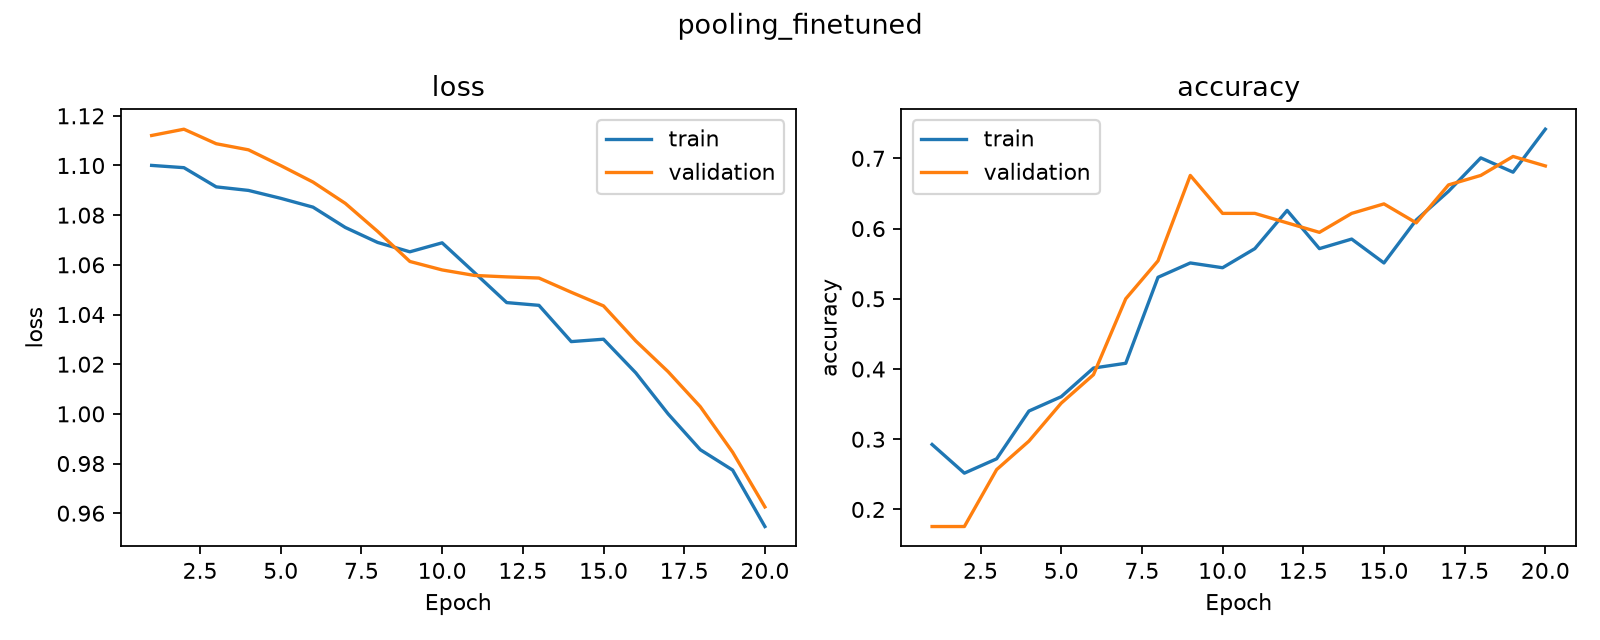 pooling_finetuned
loss
1.12
1.10
1.08
1.06
1.04
1.02
1.00
0.98
0.96
loss
train
validation
2.5 5.0 7.5 10.0 12.5 15.0 17.5 20.0
Epoch
accuracy
0.7
0.6
0.5
0.4
0.3
0.2
accuracy
train
validation
2.5 5.0 7.5 10.0 12.5 15.0 17.5 20.0
Epoch